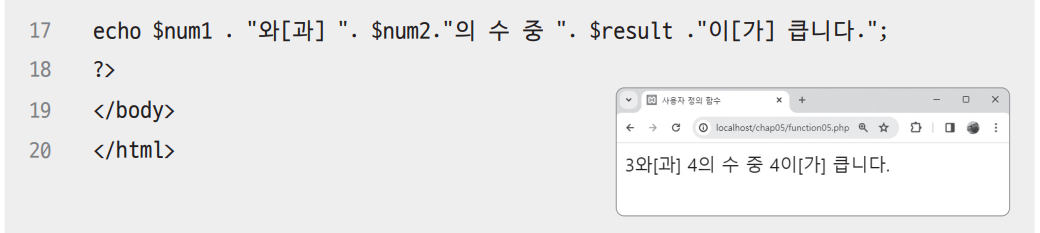 17 echo $num1 . "와[과] ". $num2."의 수 중 ". $result ."이[가] 큽니다.";
18 ?>
19 </body>
20 </html>
사용자 정의 함수
localhost/chap05/function05.php
3와[과] 4의 수 중 4이[가] 큽니다.